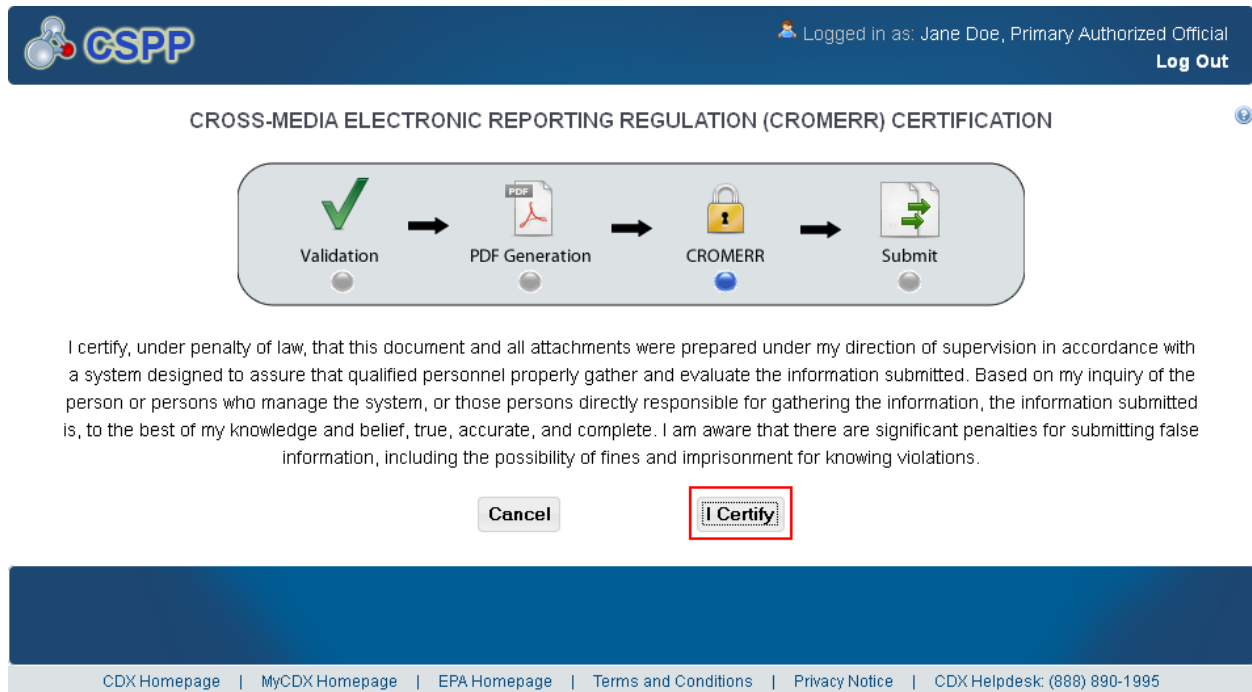 CSPP
Logged in as: Jane Doe, Primary Authorized Official
Log Out
CROSS-MEDIA ELECTRONIC REPORTING REGULATION (CROMERR) CERTIFICATION
?
PDF
1
Validation
PDF Generation
CROMERR
Submit
I certify, under penalty of law, that this document and all attachments were prepared under my direction of supervision in accordance with
a system designed to assure that qualified personnel properly gather and evaluate the information submitted. Based on my inquiry of the
person or persons who manage the system, or those persons directly responsible for gathering the information, the information submitted
is, to the best of my knowledge and belief, true, accurate, and complete. I am aware that there are significant penalties for submitting false
information, including the possibility of fines and imprisonment for knowing violations.
Cancel
I Certify
CDX Homepage | MyCDX Homepage | EPA Homepage | Terms and Conditions | Privacy Notice | CDX Helpdesk: (888) 890-1995